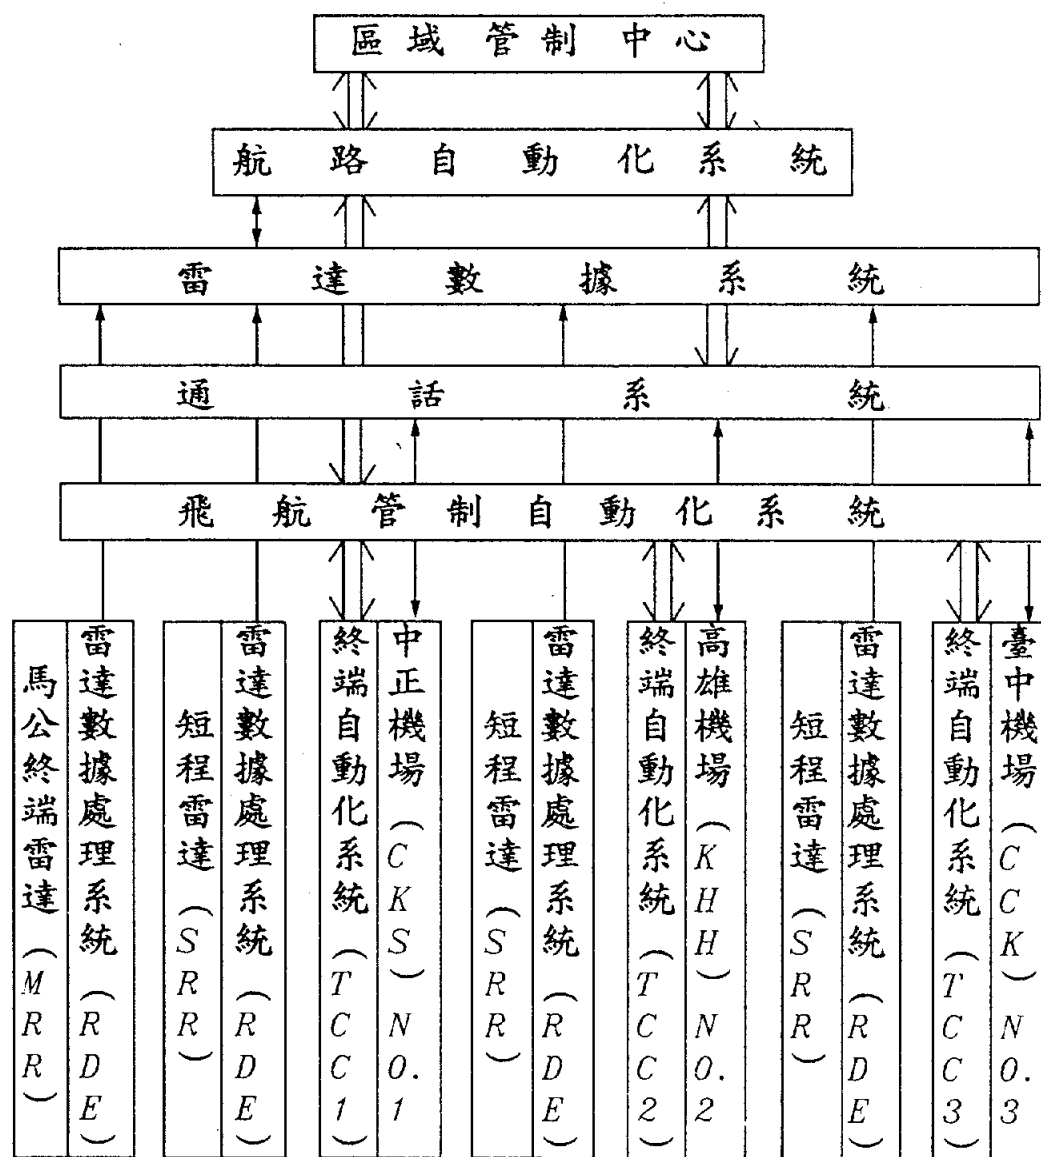 區域管制中心
航路自動化系統
雷達數據系統
通話系統
飛航管制自動化系統
馬公終端雷達(MRR)
雷達數據處理系統(RDE)
短程雷達(SRR)
雷達數據處理系統(RDE)
終端自動化系統(TCC1)
中正機場(CKS)NO.1
短程雷達(SRR)
雷達數據處理系統(RDE)
終端自動化系統(TCC2)
高雄機場(KHH)NO.2
短程雷達(SRR)
雷達數據處理系統(RDE)
終端自動化系統(TCC3)
臺中機場(CCK)NO.3